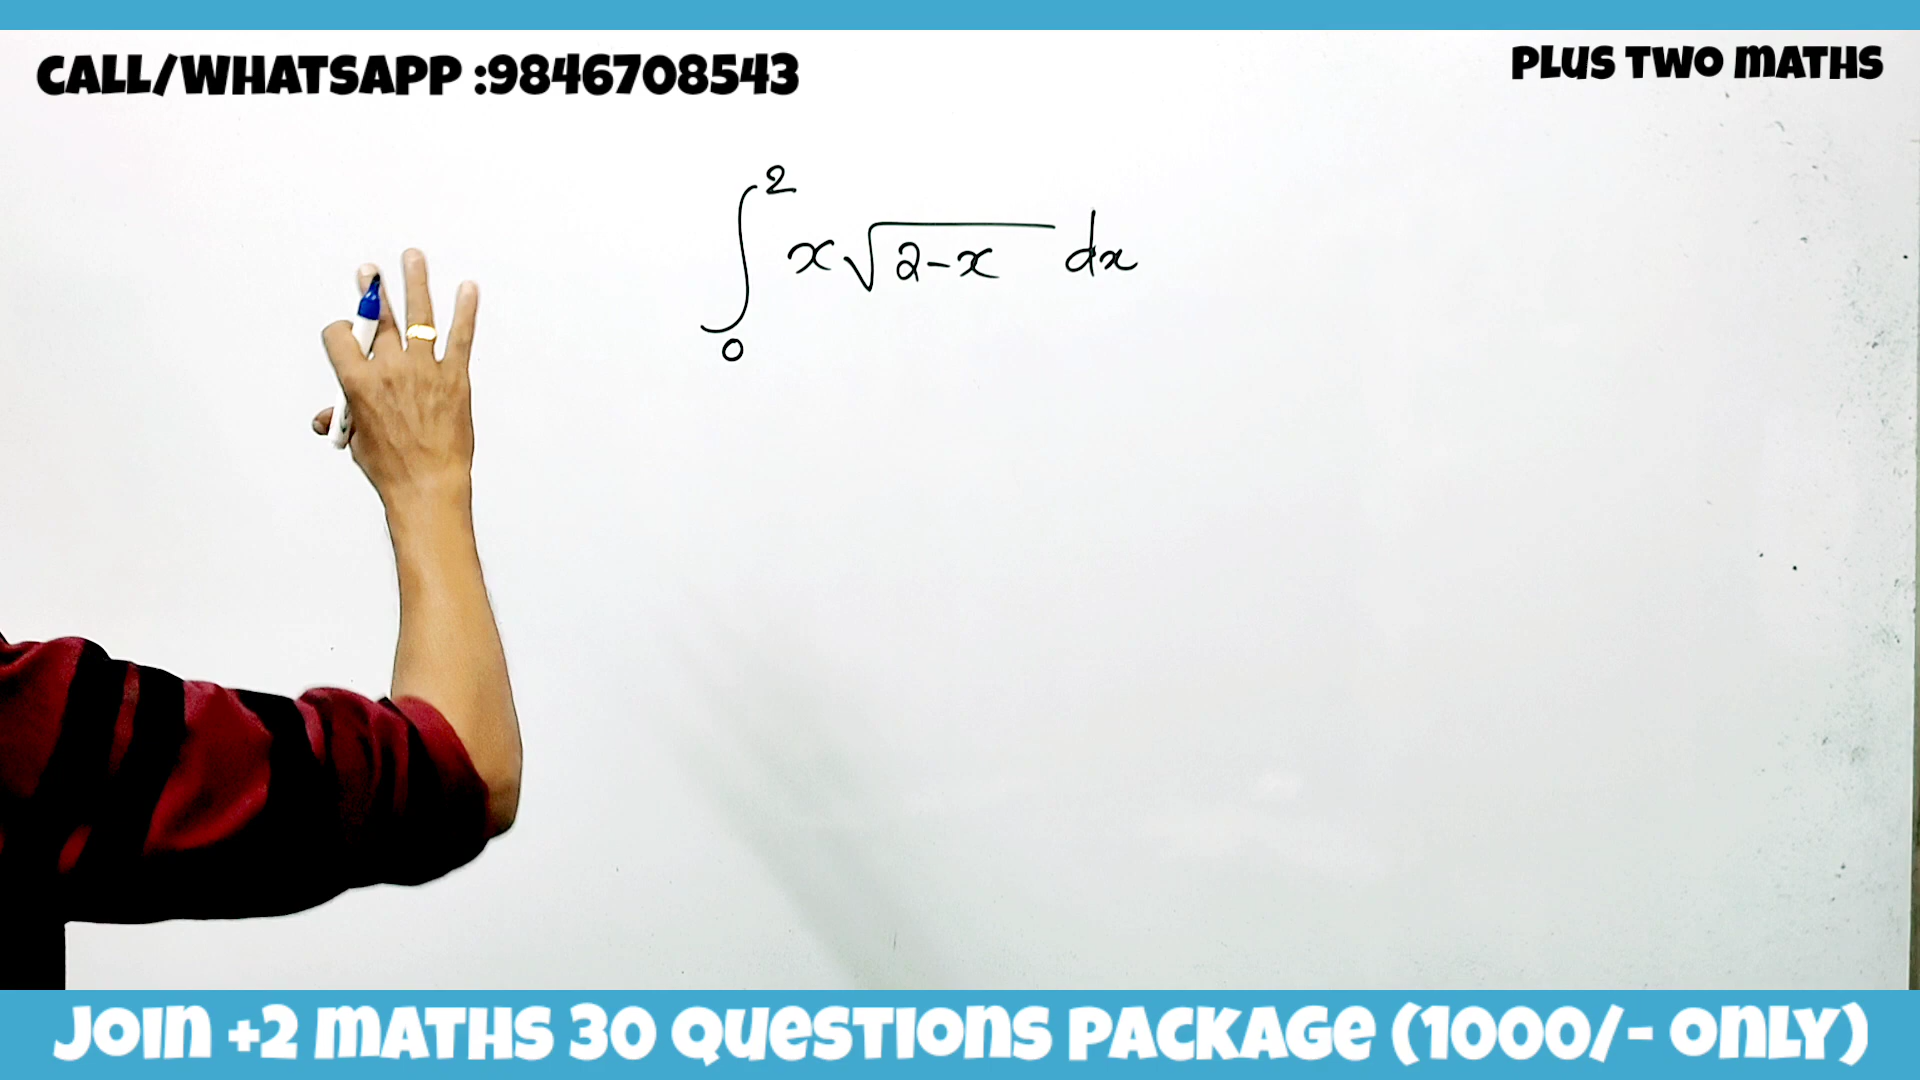 CALL/WHATSAPP :9846708543
PLUS TWO MATHS
∫₀² x√(2-x) dx
JOIN +2 MATHS 30 QUESTIONS PACKAGE (1000/- ONLY)